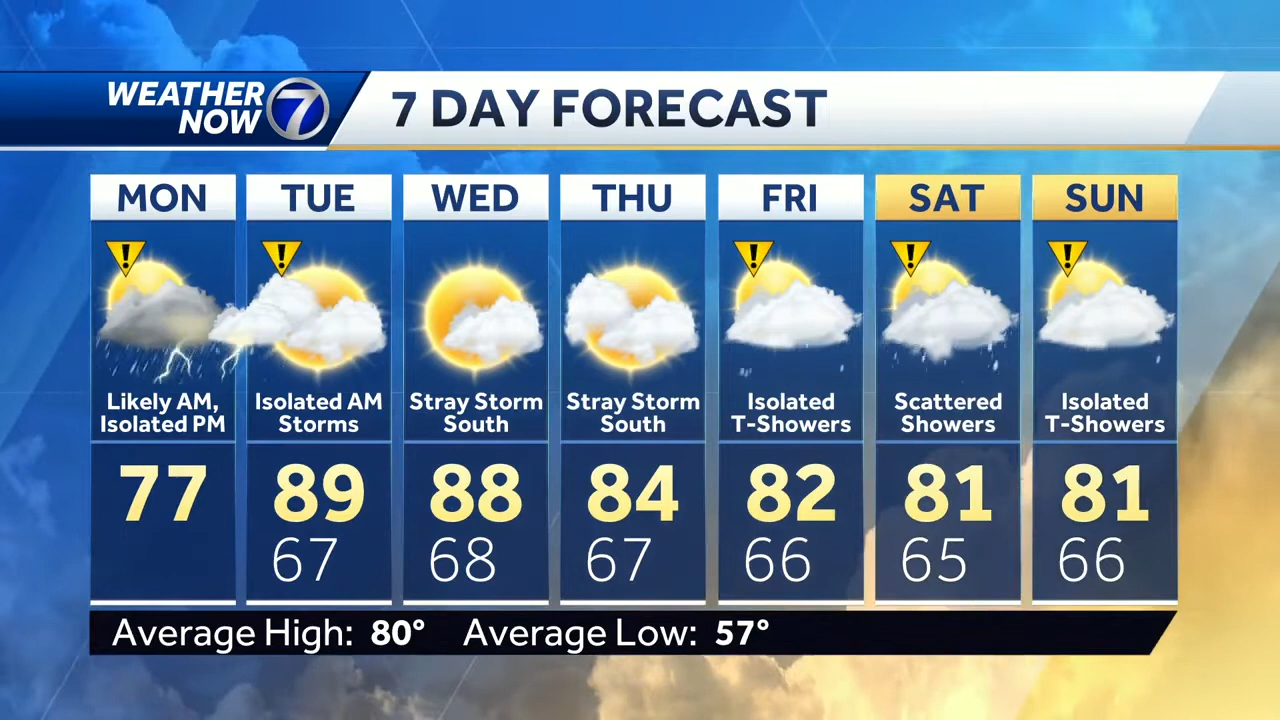 WEATHER
NOW 7
7 DAY FORECAST
MON TUE WED THU FRI SAT SUN
! ! ! ! !
Likely AM,
Isolated PM
Isolated AM
Storms
Stray Storm
South
Stray Storm
South
Isolated
T-Showers
Scattered
Showers
Isolated
T-Showers
77 89 88 84 82 81 81
67 68 67 66 65 66
Average High: 80° Average Low: 57°